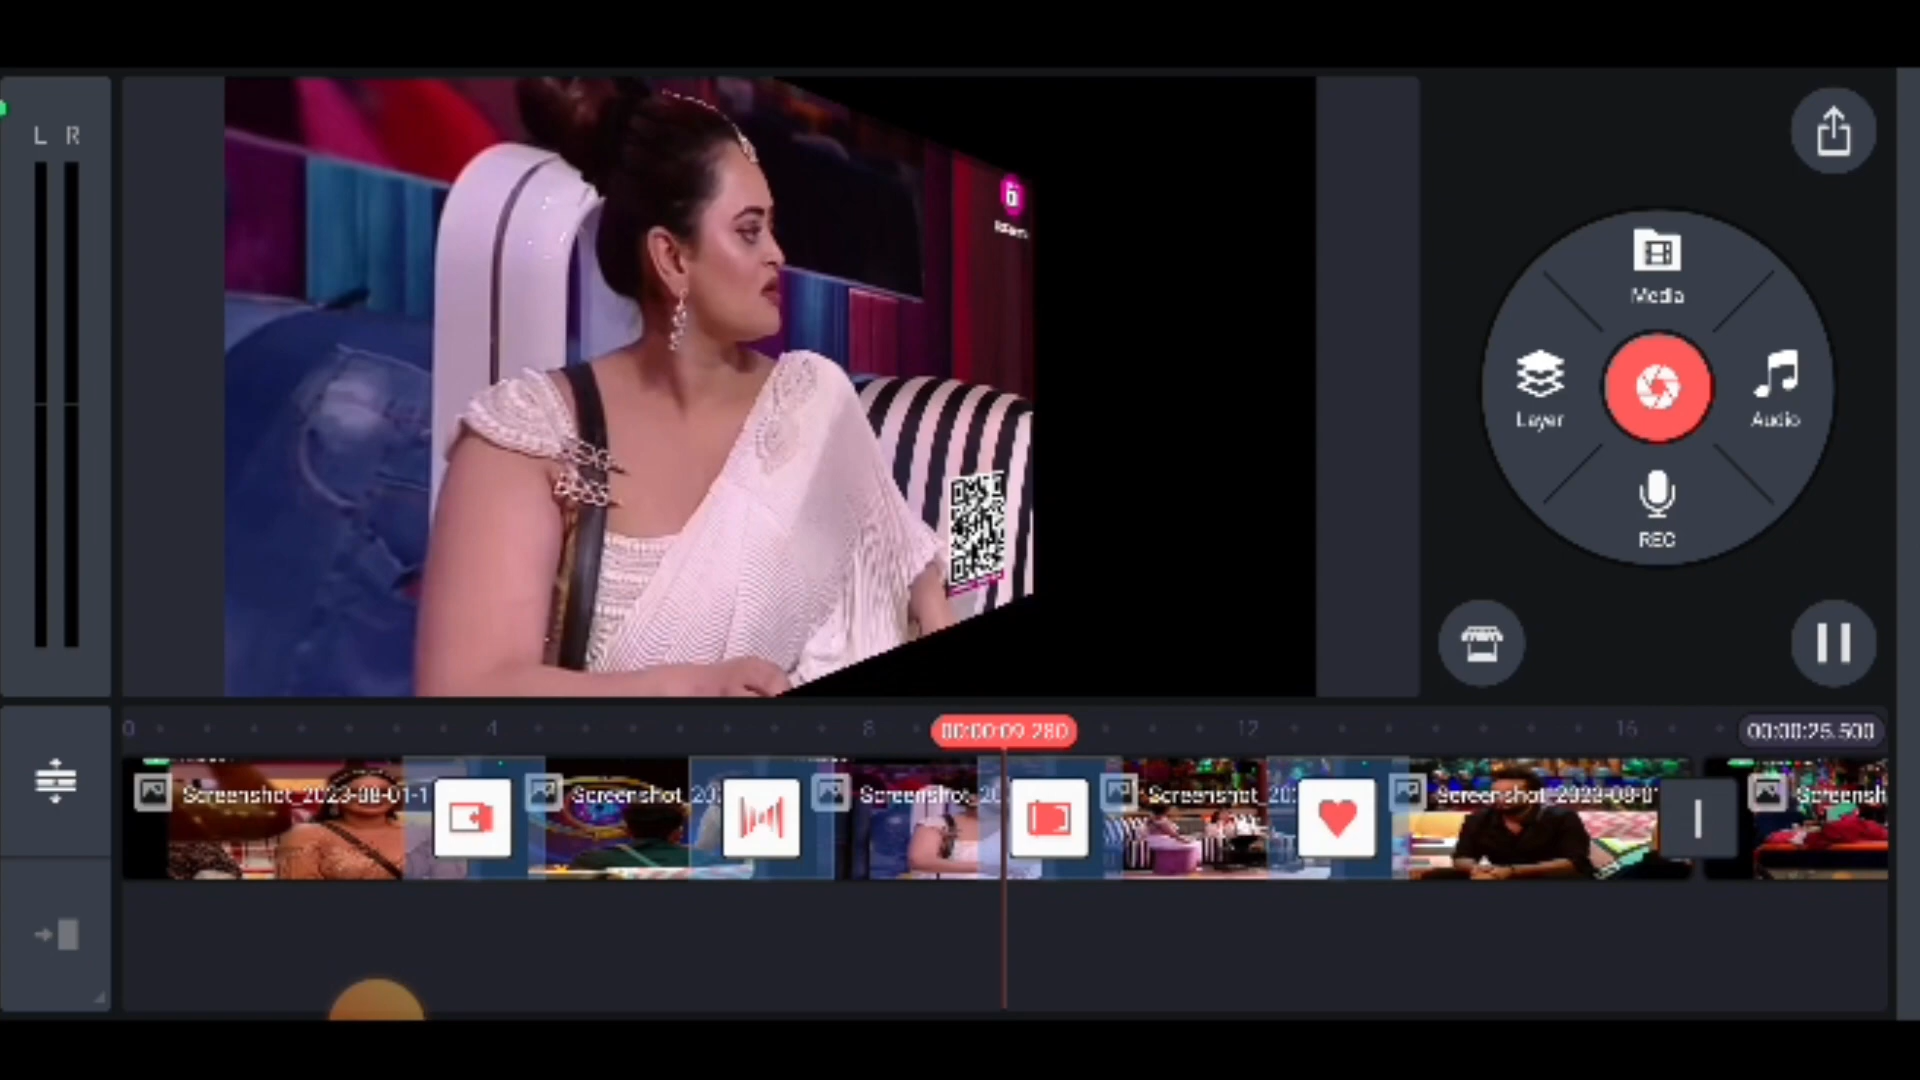 L R
Media
Layer
Audio
REC
0 4 8 00:00:09.280 12 16 00:00:25.500
Screenshot_2023-08-01-1 Screenshot_20 Screenshot_20 Screenshot_20 Screenshot_2023-08-01 Screensh